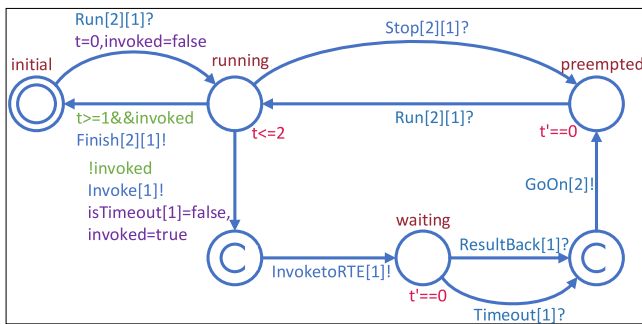 Run[2][1]?
t=0,invoked=false
initial
running
Stop[2][1]?
preempted
t>=1&&invoked
Finish[2][1]!
t<=2
Run[2][1]?
t'==0
!invoked
Invoke[1]!
isTimeout[1]=false,
invoked=true
GoOn[2]!
waiting
C
InvoketoRTE[1]!
ResultBack[1]?
C
t'==0
Timeout[1]?